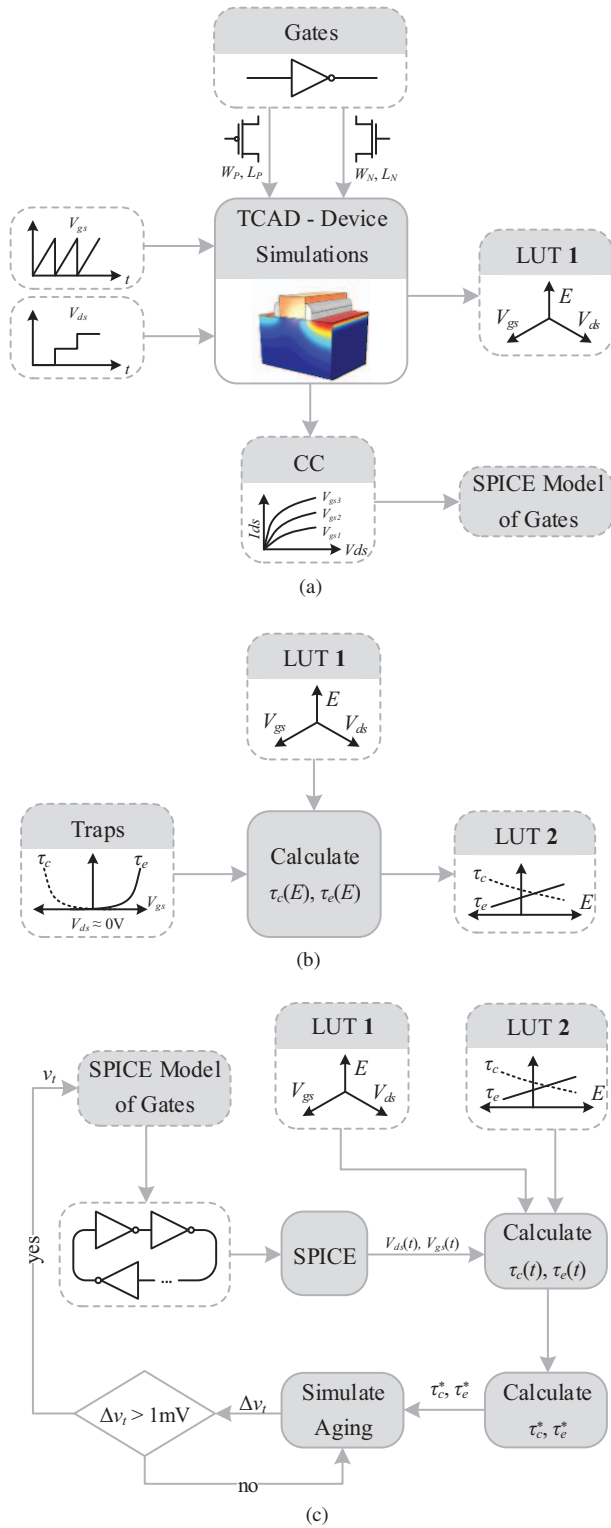 Gates
W_P, L_P
W_N, L_N
V_gs
t
V_ds
t
TCAD - Device
Simulations
LUT 1
E
V_gs
V_ds
CC
Ids
V_gs3
V_gs2
V_gs1
Vds
SPICE Model
of Gates
(a)
LUT 1
E
V_gs
V_ds
Traps
τ_c
τ_e
V_gs
V_ds ≈ 0V
Calculate
τ_c(E), τ_e(E)
LUT 2
τ_c
τ_e
E
(b)
LUT 1
E
V_gs
V_ds
LUT 2
τ_c
τ_e
E
v_t
SPICE Model
of Gates
yes
...
SPICE
V_ds(t), V_gs(t)
Calculate
τ_c(t), τ_e(t)
Δv_t > 1mV
Δv_t
Simulate
Aging
τ_c^*, τ_e^*
Calculate
τ_c^*, τ_e^*
no
(c)